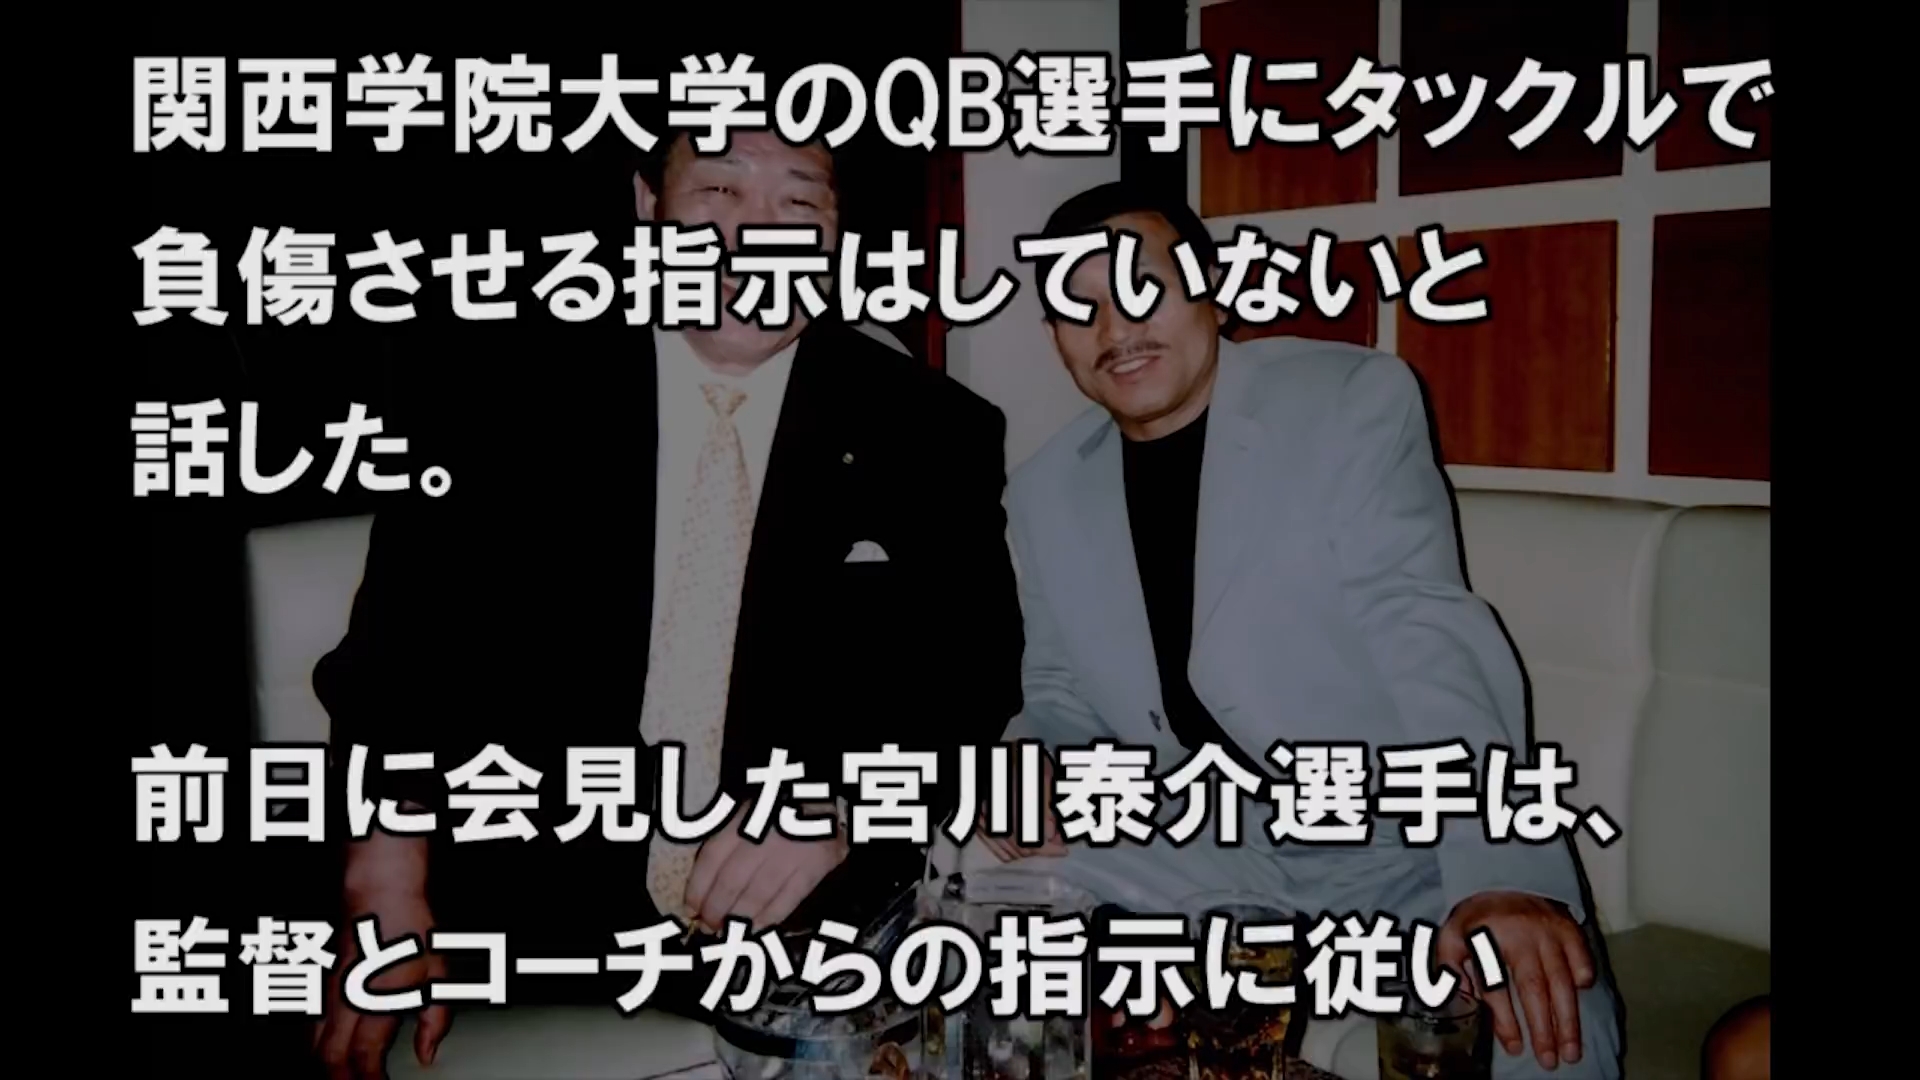 関西学院大学のQB選手にタックルで
負傷させる指示はしていないと
話した。
前日に会見した宮川泰介選手は、
監督とコーチからの指示に従い